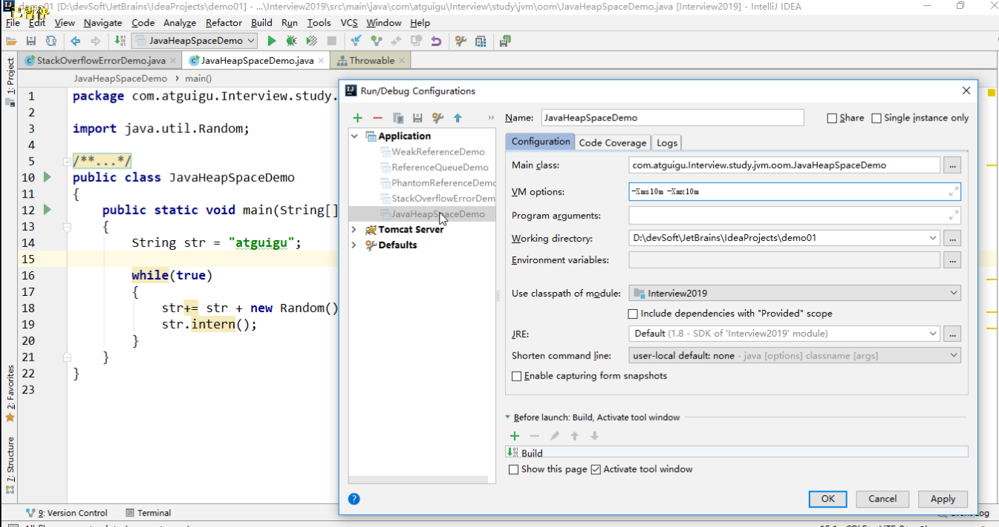 demo01 [D:\devSoft\JetBrains\IdeaProjects\demo01] - ...\Interview2019\src\main\java\com\atguigu\Interview\study\jvm\oom\JavaHeapSpaceDemo.java [Interview2019] - IntelliJ IDEA
File Edit View Navigate Code Analyze Refactor Build Run Tools VCS Window Help
JavaHeapSpaceDemo
StackOverflowErrorDemo.java JavaHeapSpaceDemo.java Throwable
JavaHeapSpaceDemo › main()
1: Project
2: Favorites
7: Structure
1 package com.atguigu.Interview.study.
2
3 import java.util.Random;
4
5 /**...*/
10 public class JavaHeapSpaceDemo
11 {
12 public static void main(String[]
13 {
14 String str = "atguigu";
15
16 while(true)
17 {
18 str+= str + new Random()
19 str.intern();
20 }
21 }
22 }
23
Run/Debug Configurations
Application
WeakReferenceDemo
ReferenceQueueDemo
PhantomReferenceDemo
StackOverflowErrorDem
JavaHeapSpaceDemo
Tomcat Server
Defaults
Name: JavaHeapSpaceDemo
Share Single instance only
Configuration Code Coverage Logs
Main class: com.atguigu.Interview.study.jvm.oom.JavaHeapSpaceDemo ...
VM options: -Xms10m -Xmx10m
Program arguments:
Working directory: D:\devSoft\JetBrains\IdeaProjects\demo01 ...
Environment variables: ...
Use classpath of module: Interview2019
Include dependencies with "Provided" scope
JRE: Default (1.8 - SDK of 'Interview2019' module) ...
Shorten command line: user-local default: none - java [options] classname [args]
Enable capturing form snapshots
Before launch: Build, Activate tool window
Build
Show this page Activate tool window
? OK Cancel Apply
9: Version Control Terminal